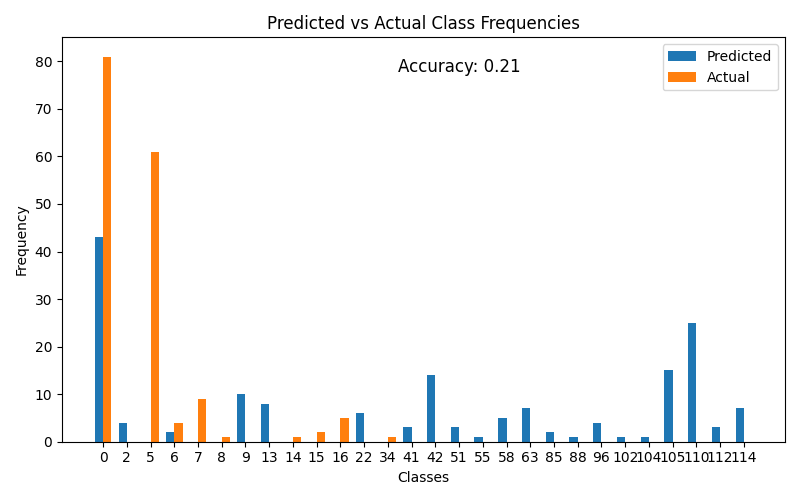 Predicted vs Actual Class Frequencies
Accuracy: 0.21
Predicted
Actual
Frequency
80
70
60
50
40
30
20
10
0
0 2 5 6 7 8 9 13 14 15 16 22 34 41 42 51 55 58 63 85 88 96 102 104 105 110 112 114
Classes